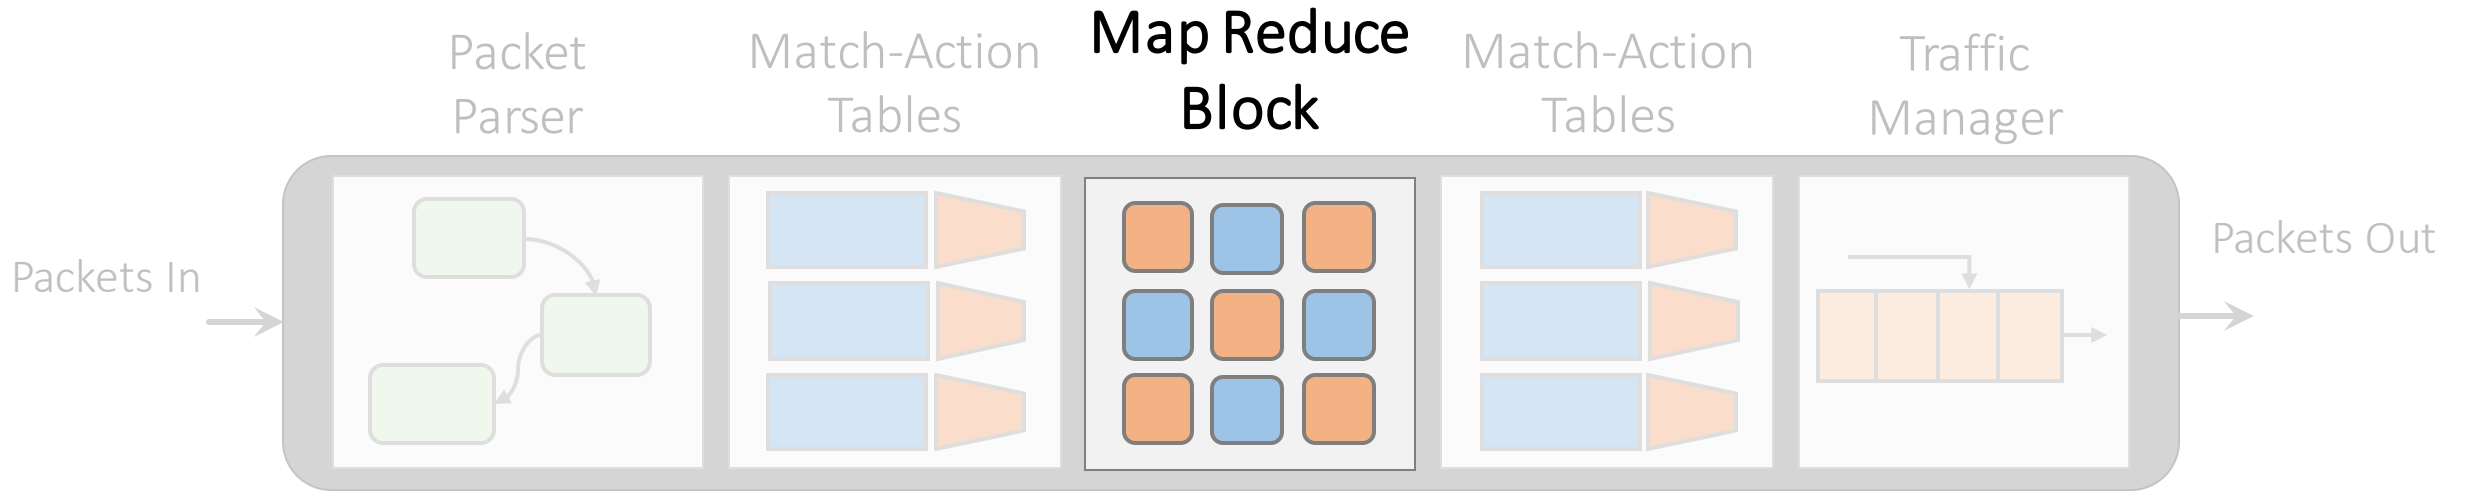 Packet
Parser
Match-Action
Tables
Map Reduce
Block
Match-Action
Tables
Traffic
Manager
Packets In
Packets Out